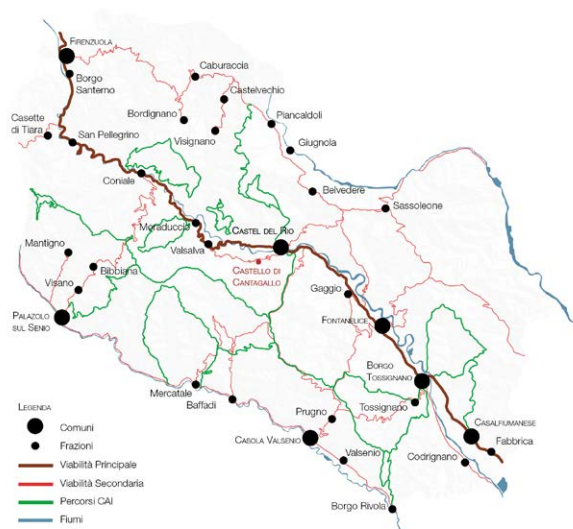 Firenzuola
Borgo
Santerno
Caburaccia
Castelvechio
Casette
di Tiara
San Pellegrino
Bordignano
Visignano
Piancaldoli
Giugnola
Coniale
Belvedere
Sassoleone
Moraduccia
Castel del Rio
Mantigno
Valsalva
Bibbiana
Castello di
Cantagallo
Visano
Gaggio
Palazolo
sul Senio
Fontanelice
Borgo
Tossignano
Mercatale
Baffadi
Prugno
Tossignano
Casalfiumanese
Fabbrica
Casola Valsenio
Valsenio
Codrignano
Borgo Rivola
Legenda
Comuni
Frazioni
Viabilità Principale
Viabilità Secondaria
Percorsi CAI
Fiumi